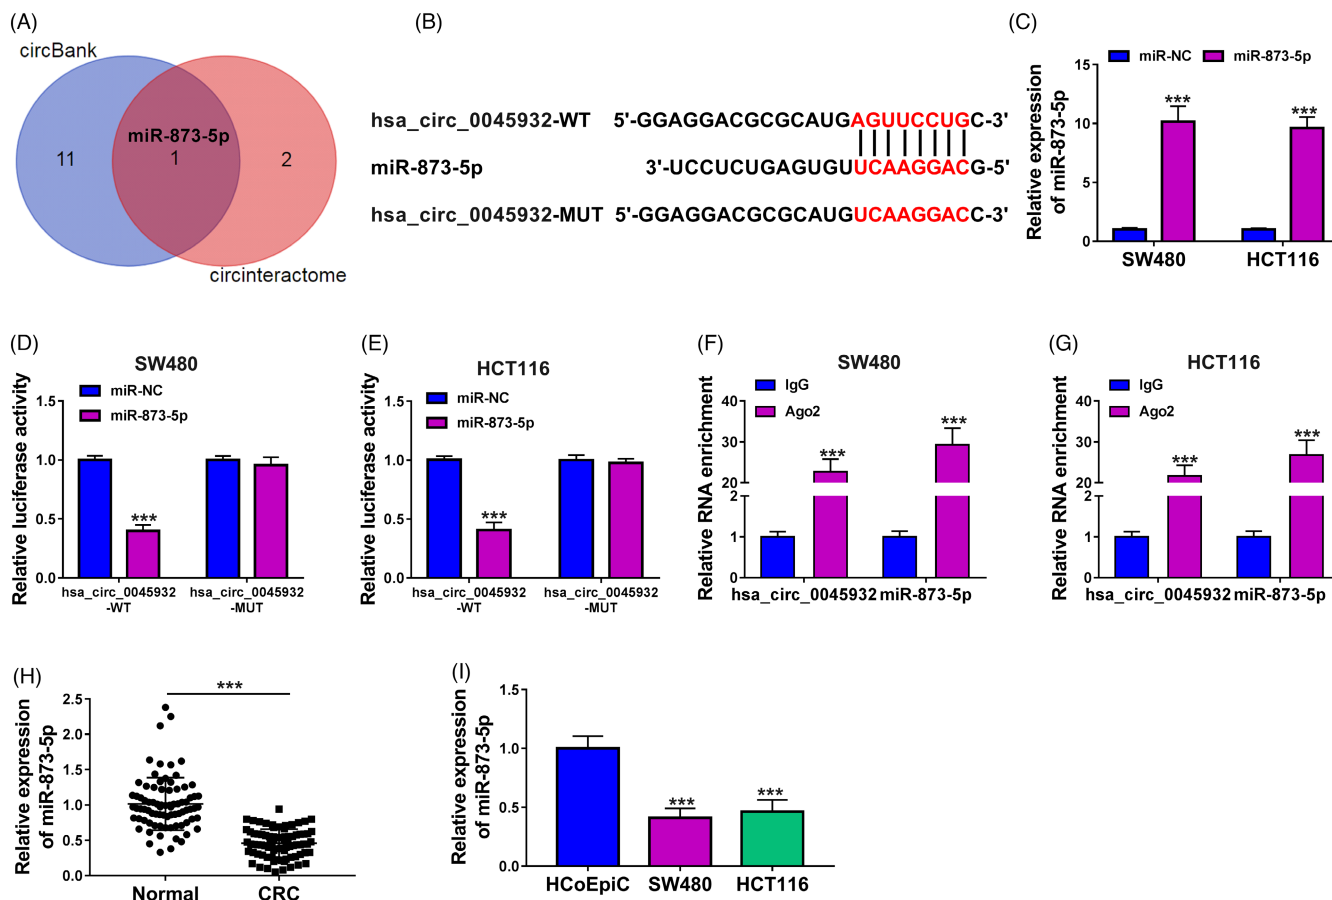 (A)
circBank
miR-873-5p
11
1
2
circinteractome
(B)
hsa_circ_0045932-WT 5'-GGAGGACGCGCAUGAGUUCCUGC-3'
miR-873-5p 3'-UCCUCUGAGUGUUCAAGGACG-5'
hsa_circ_0045932-MUT 5'-GGAGGACGCGCAUGUCAAGGACC-3'
(C)
miR-NC miR-873-5p
Relative expression
of miR-873-5p
15
10
5
0
*** ***
SW480 HCT116
(D)
SW480
miR-NC
miR-873-5p
Relative luciferase activity
1.5
1.0
0.5
0.0
***
hsa_circ_0045932 hsa_circ_0045932
-WT -MUT
(E)
HCT116
miR-NC
miR-873-5p
Relative luciferase activity
1.5
1.0
0.5
0.0
***
hsa_circ_0045932 hsa_circ_0045932
-WT -MUT
(F)
SW480
IgG
Ago2
Relative RNA enrichment
40
30
20
2
1
0
*** ***
hsa_circ_0045932 miR-873-5p
(G)
HCT116
IgG
Ago2
Relative RNA enrichment
40
30
20
2
1
0
*** ***
hsa_circ_0045932 miR-873-5p
(H)
Relative expression
of miR-873-5p
2.5
2.0
1.5
1.0
0.5
0.0
***
Normal CRC
(I)
Relative expression
of miR-873-5p
1.5
1.0
0.5
0.0
*** ***
HCoEpiC SW480 HCT116